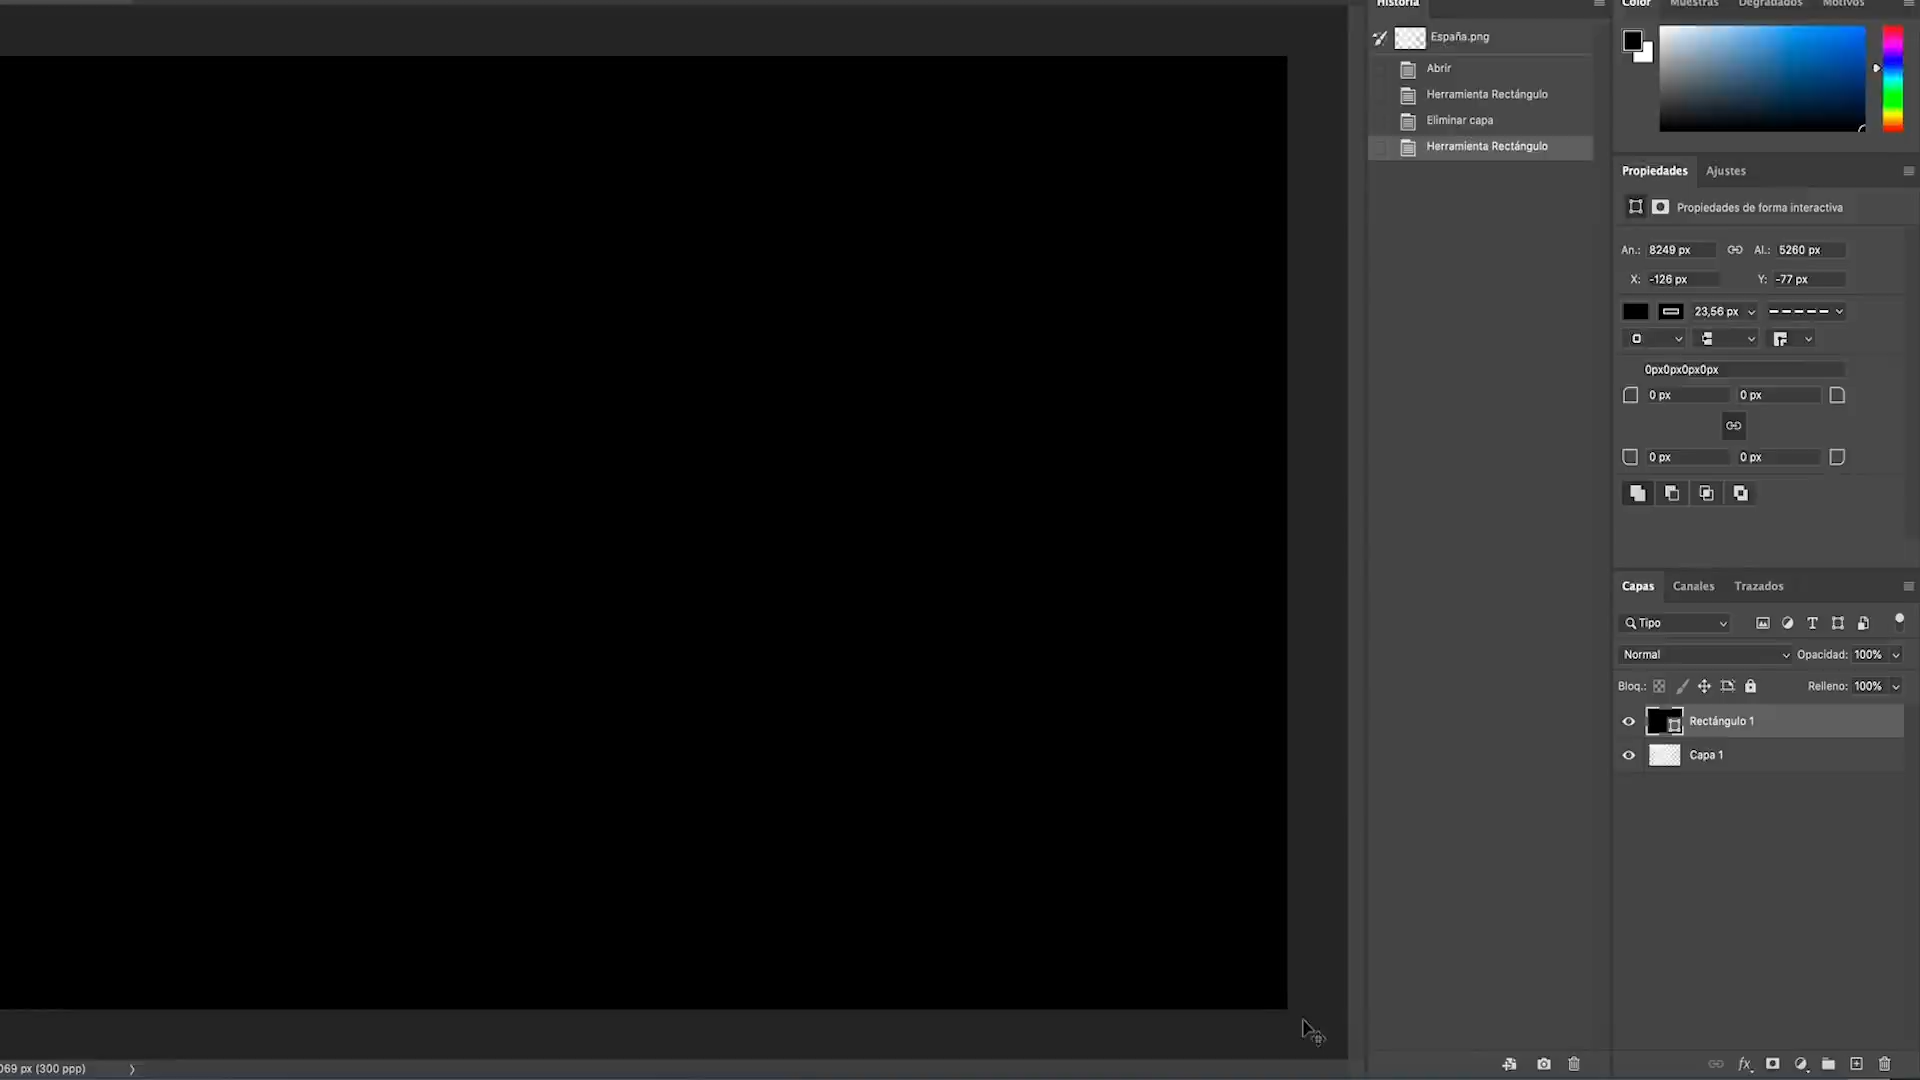 Historia
España.png
Abrir
Herramienta Rectángulo
Eliminar capa
Herramienta Rectángulo
Color Muestras Degradados Motivos
Propiedades Ajustes
Propiedades de forma interactiva
An.: 8249 px Al.: 5260 px
X: -126 px Y: -77 px
23,56 px
0px0px0px0px
0 px 0 px
0 px 0 px
Capas Canales Trazados
Tipo
Normal Opacidad: 100%
Bloq.: Relleno: 100%
Rectángulo 1
Capa 1
069 px (300 ppp)